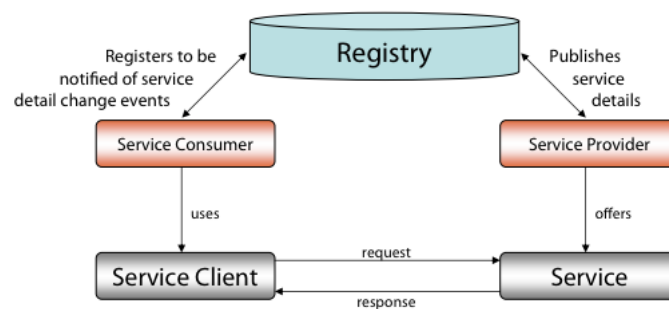 Registry
Registers to be
notified of service
detail change events
Publishes
service
details
Service Consumer
Service Provider
uses
offers
request
Service Client
Service
response